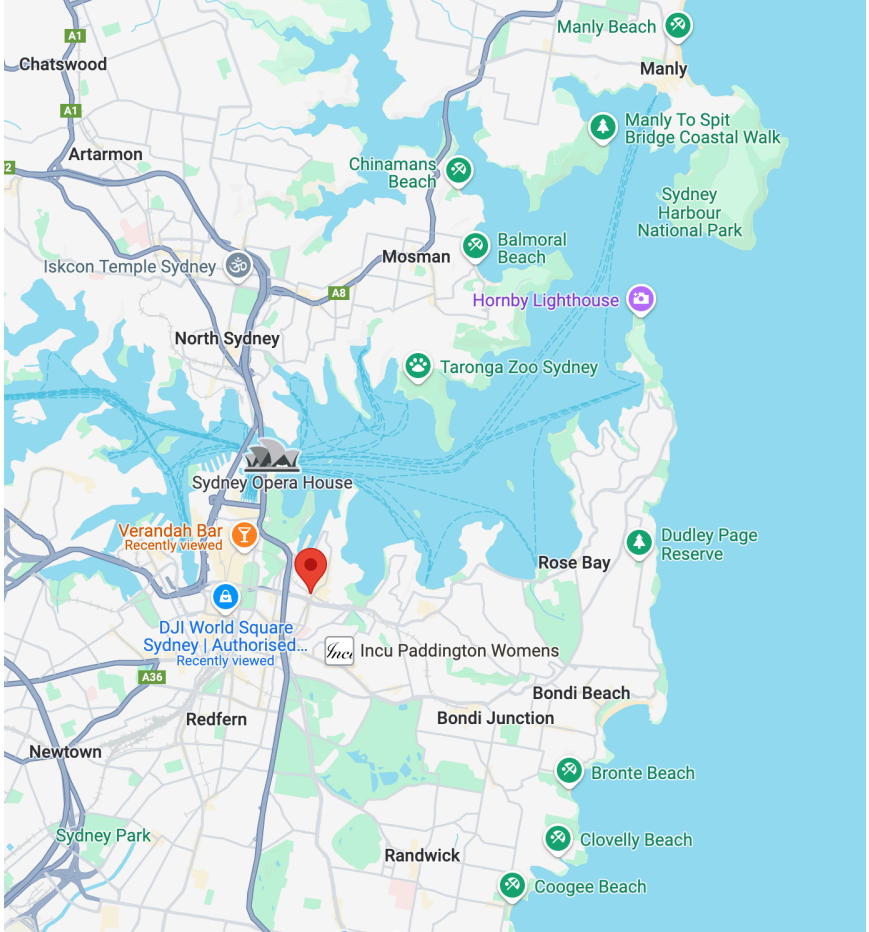 Manly Beach
A1
Chatswood
Manly
A1
Manly To Spit
Bridge Coastal Walk
Artarmon
2
Chinamans
Beach
Sydney
Harbour
National Park
Balmoral
Beach
Mosman
Iskcon Temple Sydney
A8
Hornby Lighthouse
North Sydney
Taronga Zoo Sydney
Sydney Opera House
Verandah Bar
Recently viewed
Dudley Page
Reserve
Rose Bay
DJI World Square
Sydney | Authorised...
Recently viewed
Incu
Incu Paddington Womens
A36
Bondi Beach
Redfern
Bondi Junction
Newtown
Bronte Beach
Sydney Park
Clovelly Beach
Randwick
Coogee Beach